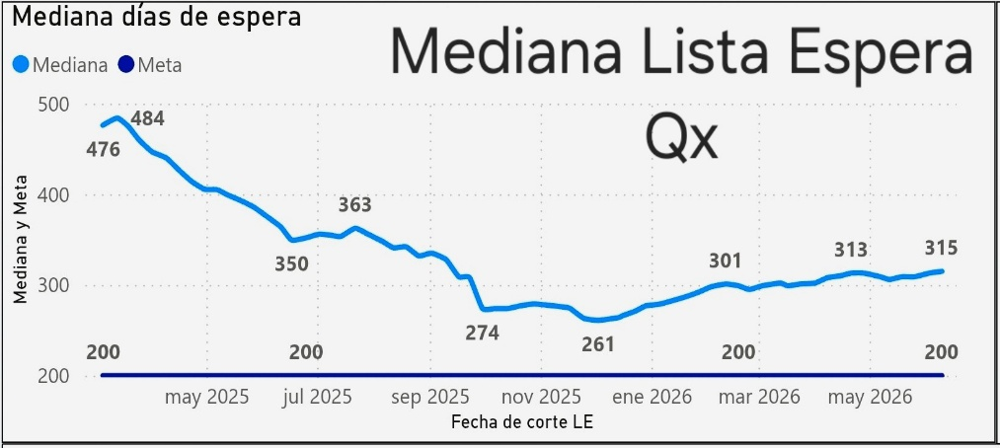 Mediana días de espera
Mediana Lista Espera
Qx
Mediana Meta
Mediana y Meta
500
400
300
200
484
476
363
350
274
261
301
313
315
200
200
200
200
may 2025 jul 2025 sep 2025 nov 2025 ene 2026 mar 2026 may 2026
Fecha de corte LE